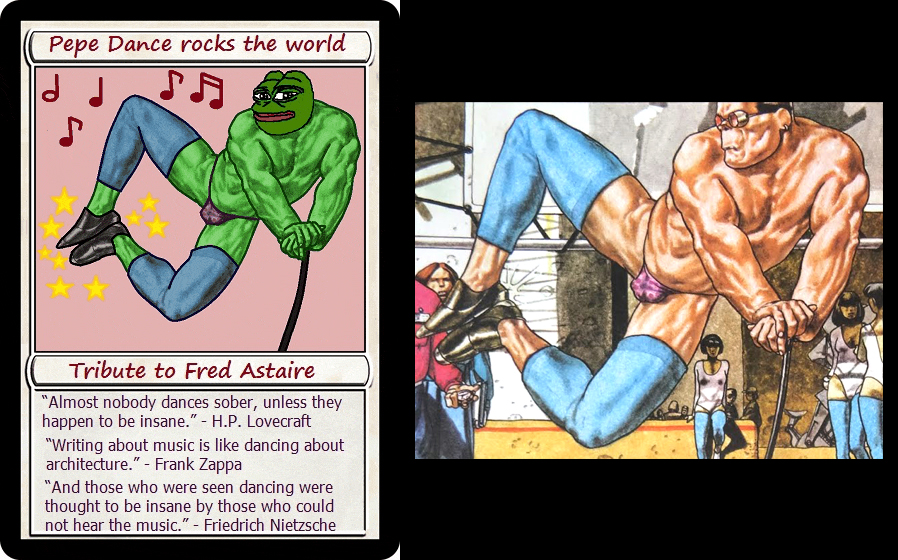 Pepe Dance rocks the world
Tribute to Fred Astaire
“Almost nobody dances sober, unless they
happen to be insane.” - H.P. Lovecraft
“Writing about music is like dancing about
architecture.” - Frank Zappa
“And those who were seen dancing were
thought to be insane by those who could
not hear the music.” - Friedrich Nietzsche